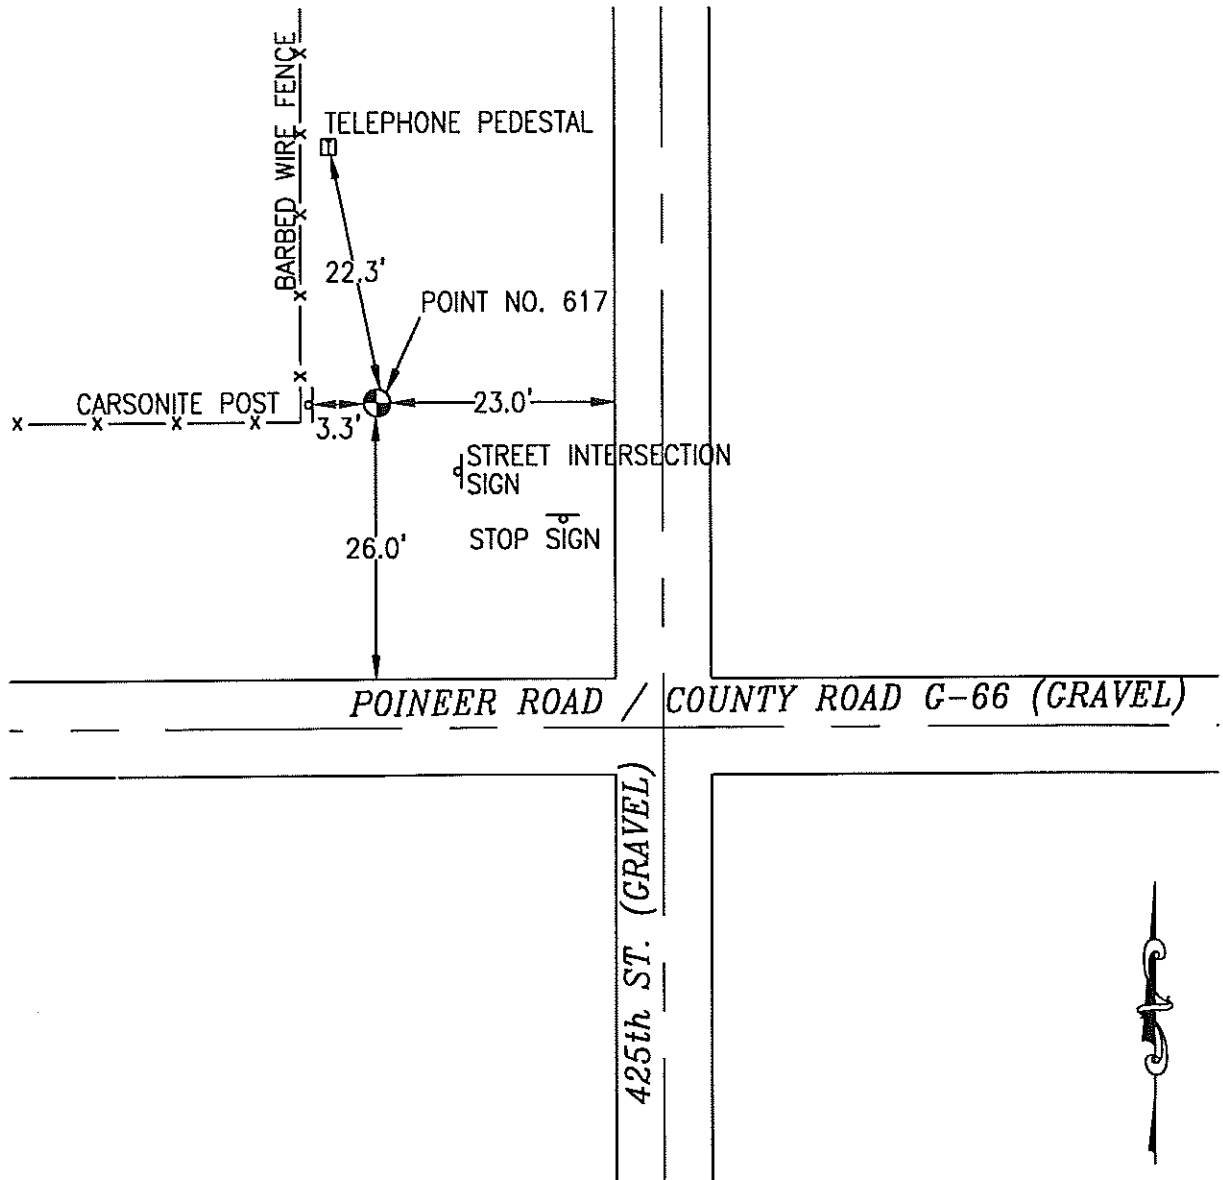 BARBED WIRE FENCE
TELEPHONE PEDESTAL
T
22.3'
POINT NO. 617
CARSONITE POST
3.3'
23.0'
STREET INTERSECTION
SIGN
STOP SIGN
26.0'
POINEER ROAD / COUNTY ROAD G-66 (GRAVEL)
425th ST. (GRAVEL)